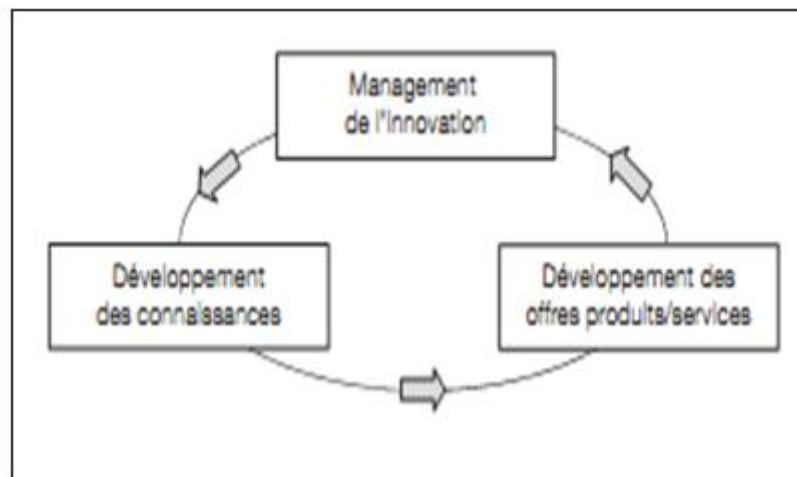 Management
de l'Innovation
Développement
des connaissances
Développement des
offres produits/services